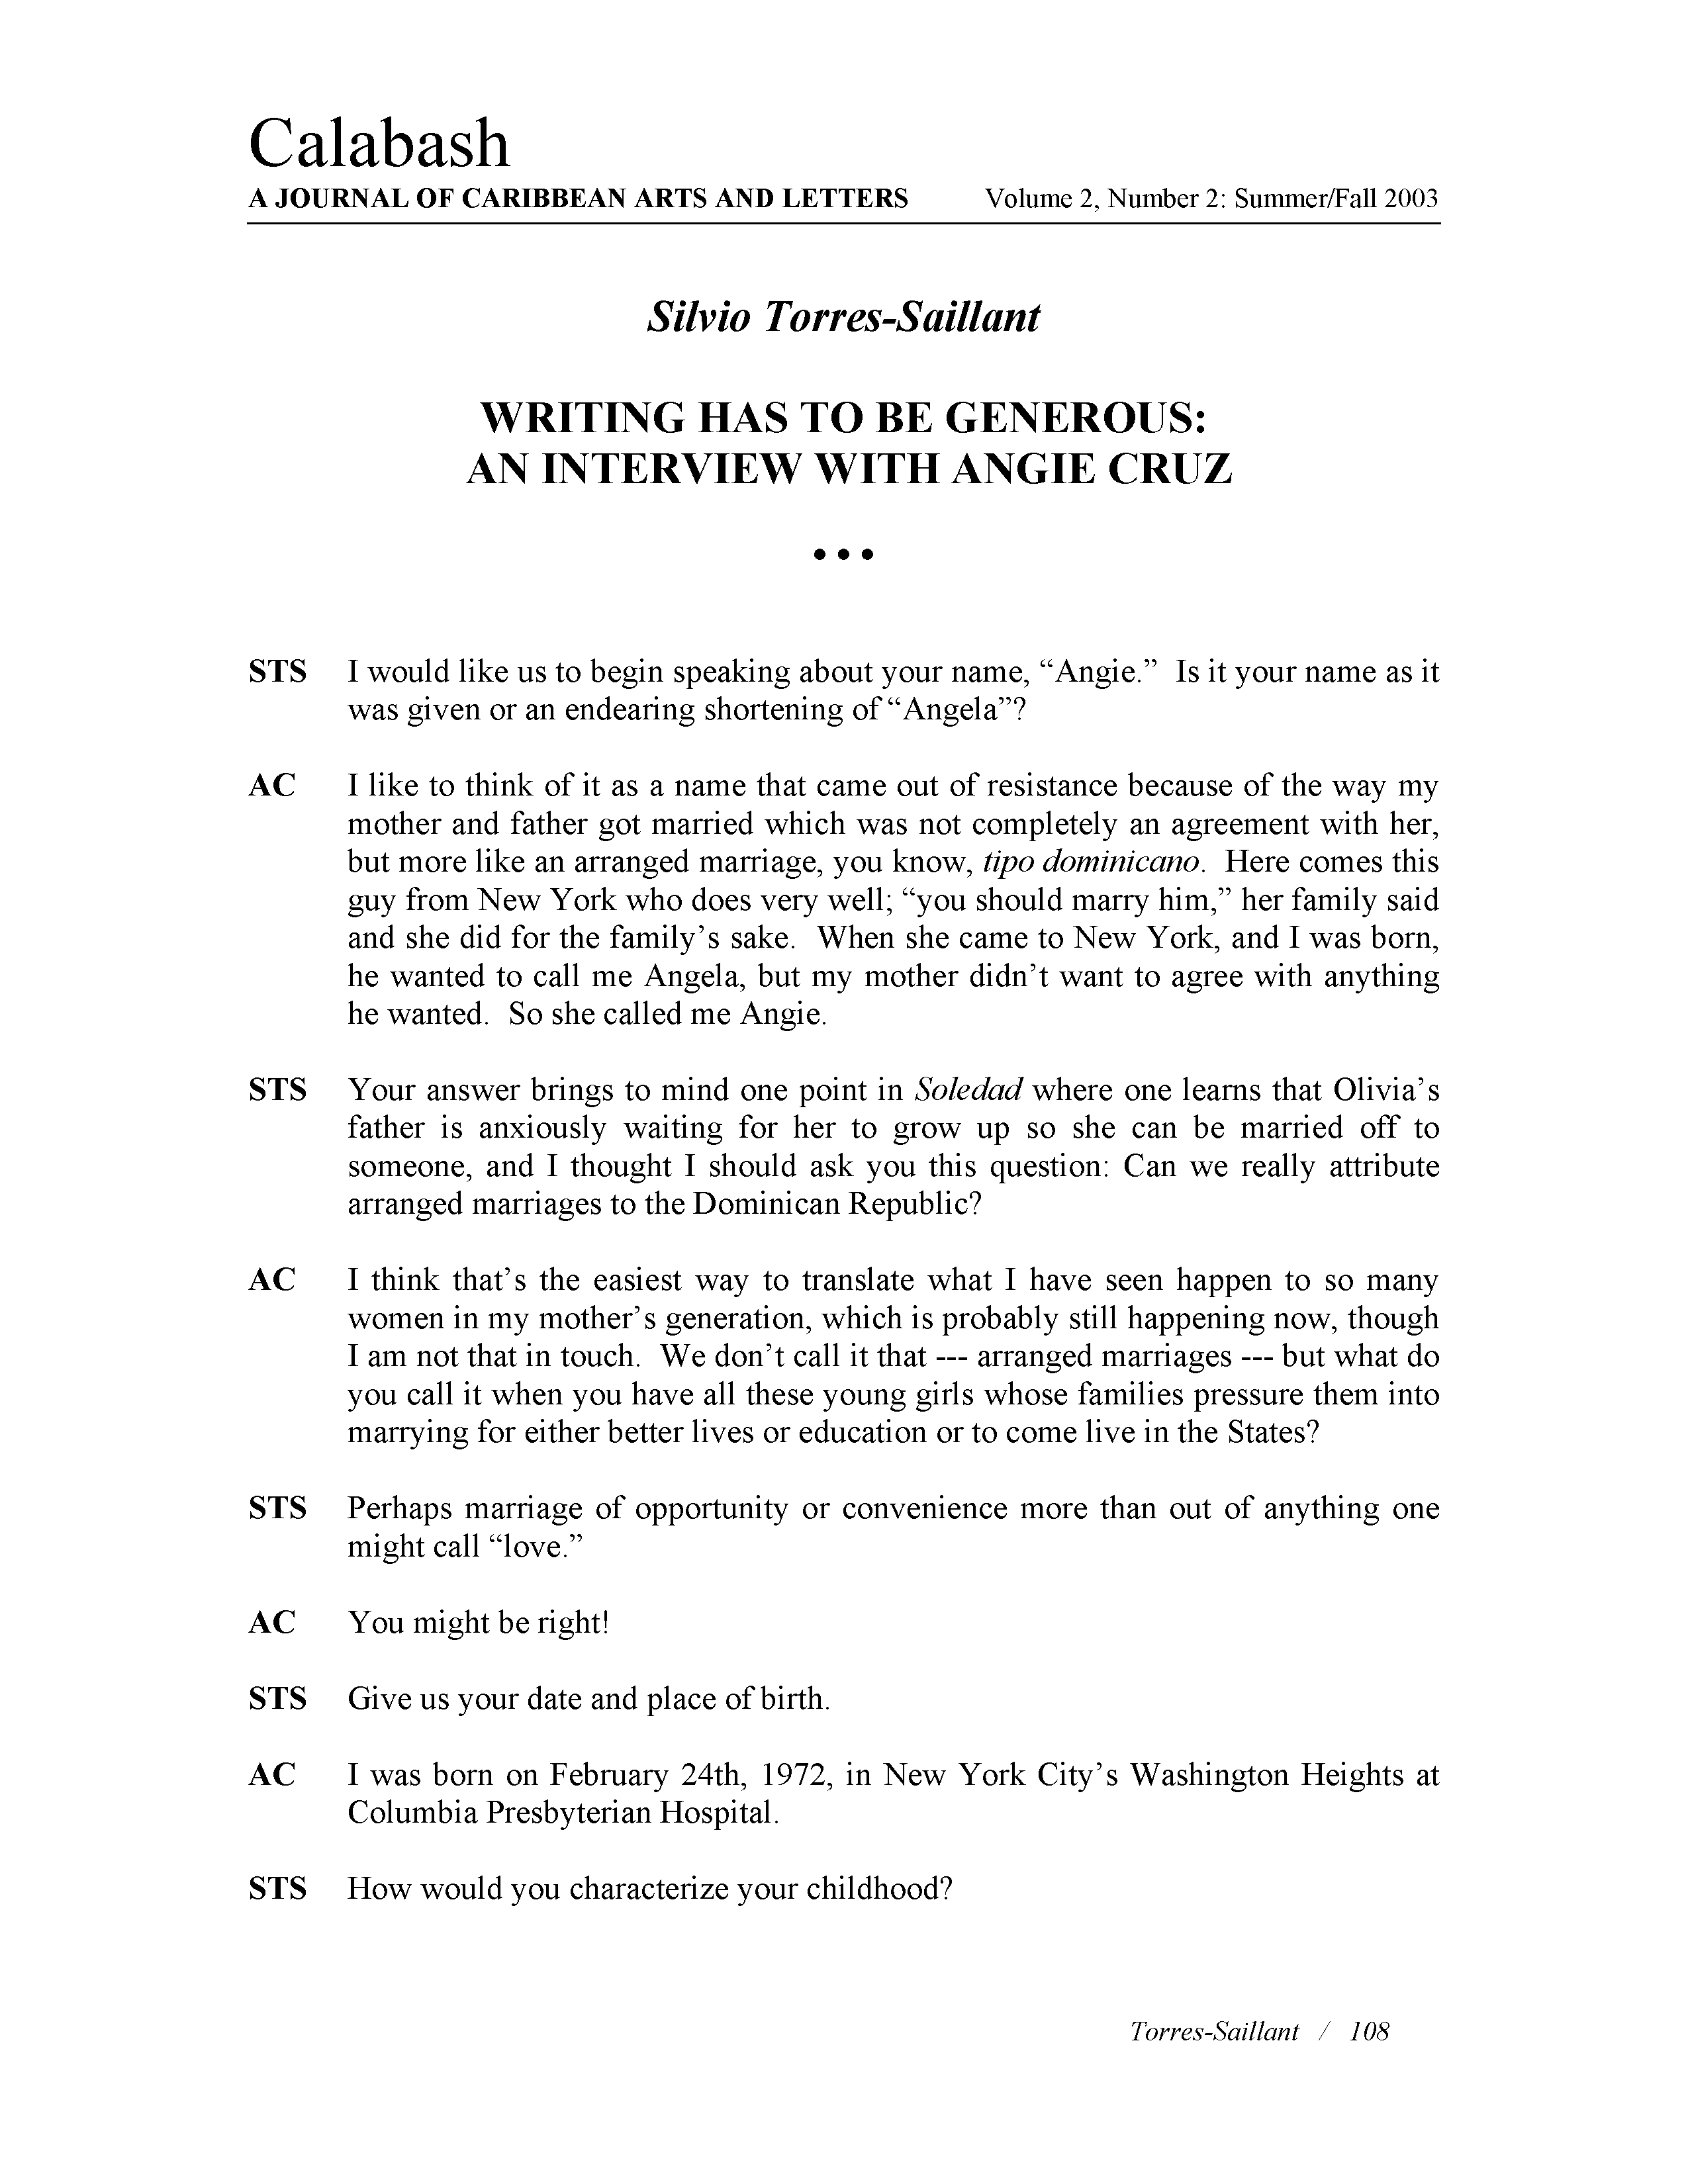 Calabash
A JOURNAL OF CARIBBEAN ARTS AND LETTERS Volume 2, Number 2: Summer/Fall 2003
Silvio Torres-Saillant
WRITING HAS TO BE GENEROUS:
AN INTERVIEW WITH ANGIE CRUZ
• • •
STS I would like us to begin speaking about your name, “Angie.” Is it your name as it
was given or an endearing shortening of “Angela”?
AC I like to think of it as a name that came out of resistance because of the way my
mother and father got married which was not completely an agreement with her,
but more like an arranged marriage, you know, tipo dominicano. Here comes this
guy from New York who does very well; “you should marry him,” her family said
and she did for the family’s sake. When she came to New York, and I was born,
he wanted to call me Angela, but my mother didn’t want to agree with anything
he wanted. So she called me Angie.
STS Your answer brings to mind one point in Soledad where one learns that Olivia’s
father is anxiously waiting for her to grow up so she can be married off to
someone, and I thought I should ask you this question: Can we really attribute
arranged marriages to the Dominican Republic?
AC I think that’s the easiest way to translate what I have seen happen to so many
women in my mother’s generation, which is probably still happening now, though
I am not that in touch. We don’t call it that --- arranged marriages --- but what do
you call it when you have all these young girls whose families pressure them into
marrying for either better lives or education or to come live in the States?
STS Perhaps marriage of opportunity or convenience more than out of anything one
might call “love.”
AC You might be right!
STS Give us your date and place of birth.
AC I was born on February 24th, 1972, in New York City’s Washington Heights at
Columbia Presbyterian Hospital.
STS How would you characterize your childhood?
Torres-Saillant / 108